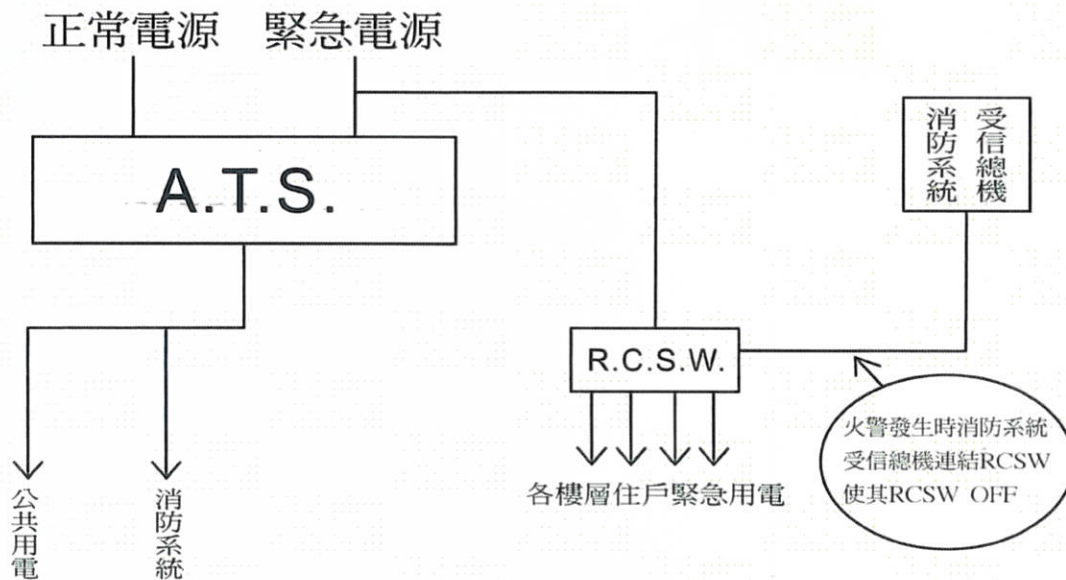 正常電源
緊急電源
A.T.S.
消防系統
受信總機
R.C.S.W.
火警發生時消防系統
受信總機連結RCSW
使其RCSW OFF
各樓層住戶緊急用電
公共用電
消防系統